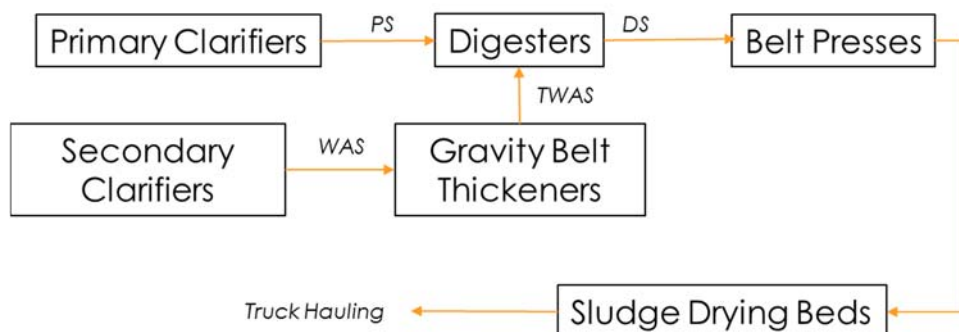 Primary Clarifiers
PS
Digesters
DS
Belt Presses
TWAS
Secondary
Clarifiers
WAS
Gravity Belt
Thickeners
Truck Hauling
Sludge Drying Beds